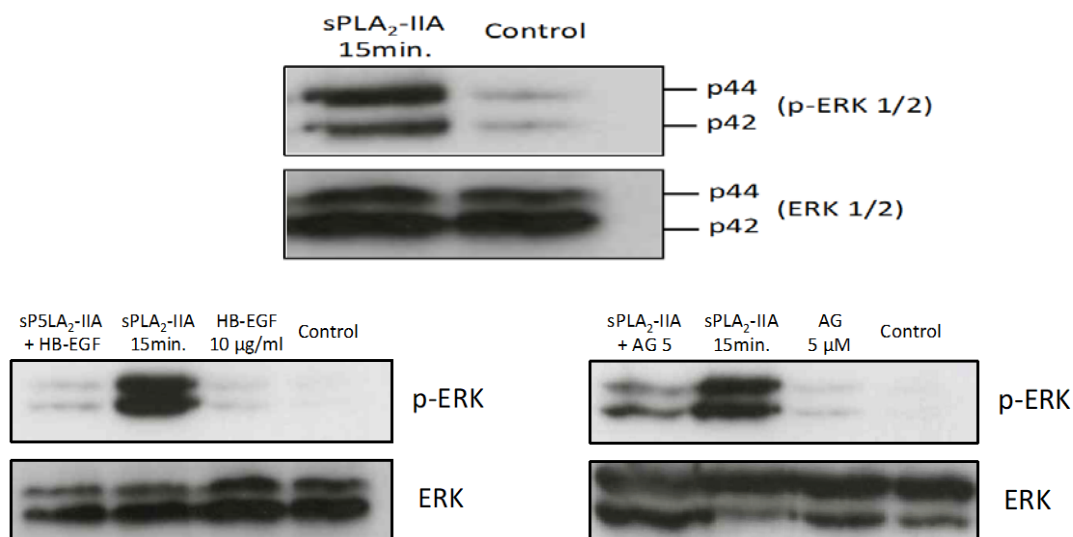 sPLA₂-IIA
15min.
Control
p44
p42
(p-ERK 1/2)
p44
p42
(ERK 1/2)
sP5LA₂-IIA
+ HB-EGF
sPLA₂-IIA
15min.
HB-EGF
10 µg/ml
Control
p-ERK
ERK
sPLA₂-IIA
+ AG 5
sPLA₂-IIA
15min.
AG
5 µM
Control
p-ERK
ERK